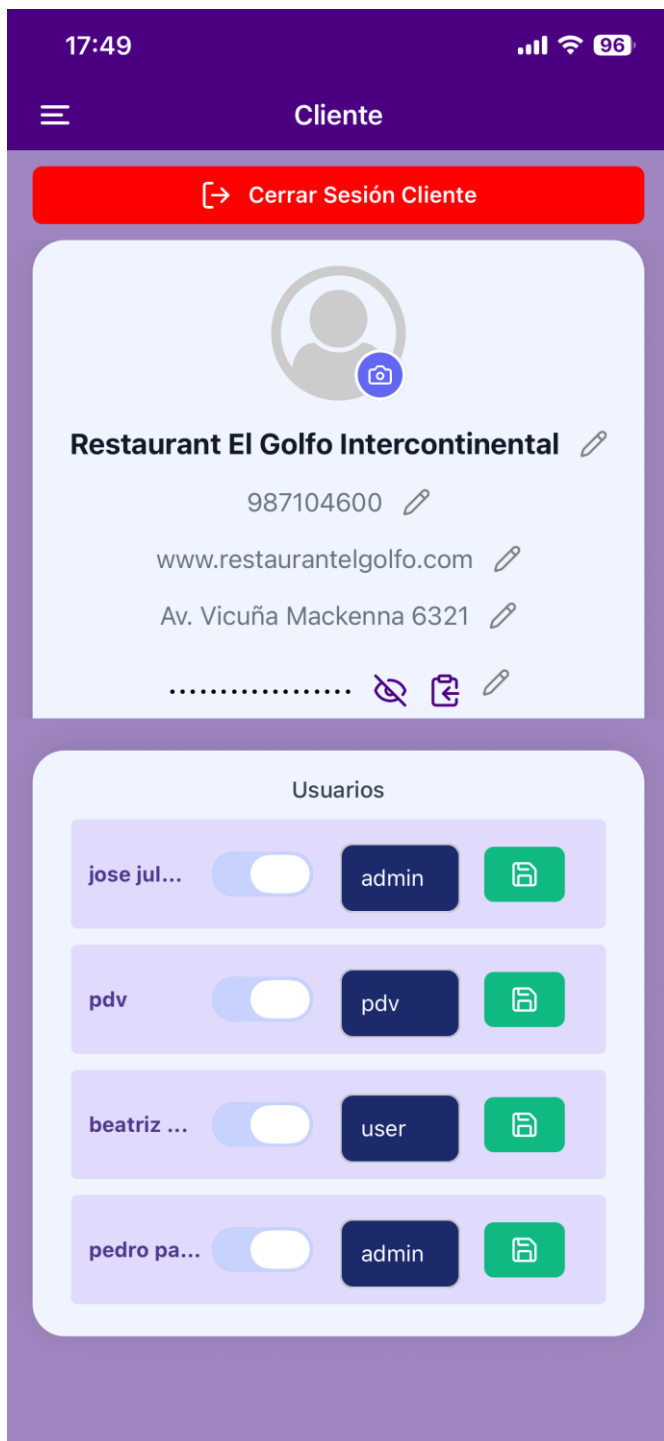 17:49 96
Cliente
Cerrar Sesión Cliente
Restaurant El Golfo Intercontinental
987104600
www.restaurantelgolfo.com
Av. Vicuña Mackenna 6321
..................
Usuarios
jose jul... admin
pdv pdv
beatriz ... user
pedro pa... admin